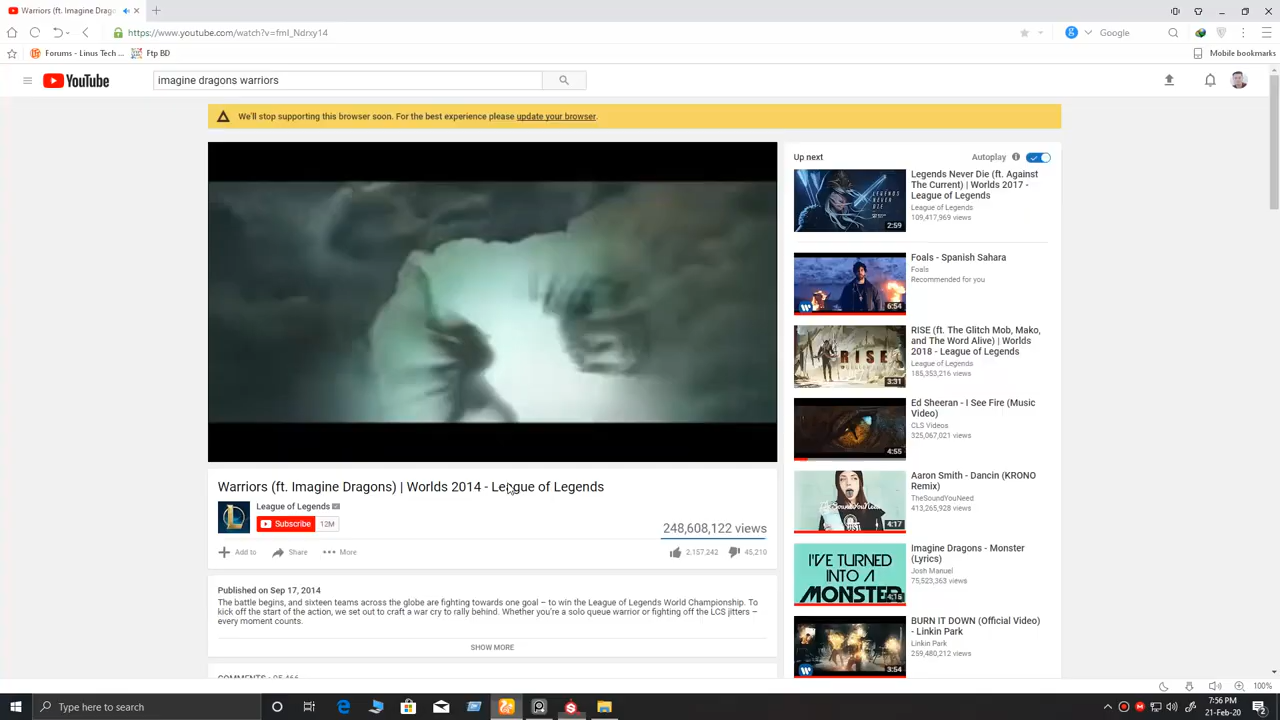 Warriors (ft. Imagine Drag
https://www.youtube.com/watch?v=fmI_Ndrxy14
Google
Forums - Linus Tech ...
Ftp BD
Mobile bookmarks
YouTube
imagine dragons warriors
We'll stop supporting this browser soon. For the best experience please update your browser.
Warriors (ft. Imagine Dragons) | Worlds 2014 - League of Legends
League of Legends
Subscribe 12M
248,608,122 views
Add to Share More
2,157,242 45,210
Published on Sep 17, 2014
The battle begins, and sixteen teams across the globe are fighting towards one goal – to win the League of Legends World Championship. To
kick off the start of the action, we set out to craft a war cry to rally behind. Whether you're a solo queue warrior or fighting off the LCS jitters –
every moment counts.
SHOW MORE
Up next
Autoplay
LEGENDS
NEVER
DIE
2:59
Legends Never Die (ft. Against
The Current) | Worlds 2017 -
League of Legends
League of Legends
109,417,969 views
6:54
Foals - Spanish Sahara
Foals
Recommended for you
RISE
3:31
RISE (ft. The Glitch Mob, Mako,
and The Word Alive) | Worlds
2018 - League of Legends
League of Legends
185,353,216 views
4:55
Ed Sheeran - I See Fire (Music
Video)
CLS Videos
325,067,021 views
4:17
Aaron Smith - Dancin (KRONO
Remix)
TheSoundYouNeed
413,265,928 views
I'VE TURNED
INTO A
MONSTER
Imagine Dragons - Monster
(Lyrics)
Josh Manuel
75,523,363 views
3:54
BURN IT DOWN (Official Video)
- Linkin Park
Linkin Park
259,480,212 views
100%
Type here to search
7:56 PM
21-Feb-20